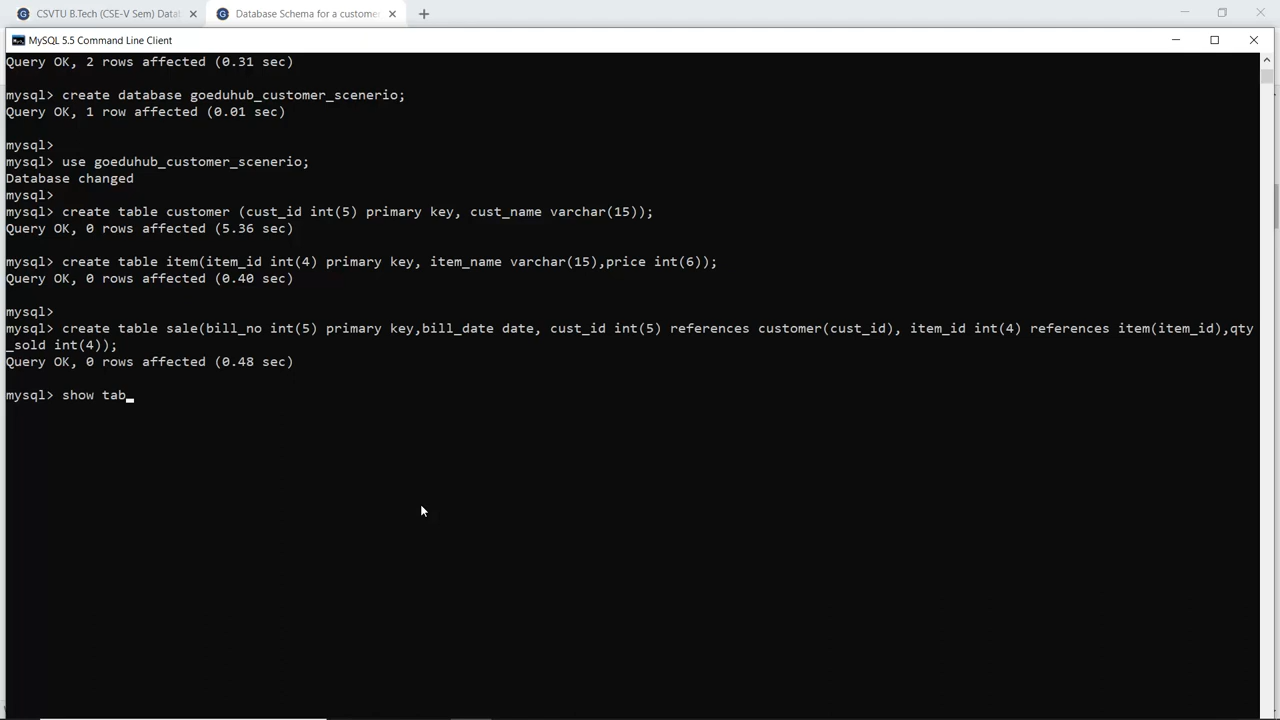 CSVTU B.Tech (CSE-V Sem) Datal
Database Schema for a custome
MySQL 5.5 Command Line Client
Query OK, 2 rows affected (0.31 sec)
mysql> create database goeduhub_customer_scenerio;
Query OK, 1 row affected (0.01 sec)
mysql>
mysql> use goeduhub_customer_scenerio;
Database changed
mysql>
mysql> create table customer (cust_id int(5) primary key, cust_name varchar(15));
Query OK, 0 rows affected (5.36 sec)
mysql> create table item(item_id int(4) primary key, item_name varchar(15),price int(6));
Query OK, 0 rows affected (0.40 sec)
mysql>
mysql> create table sale(bill_no int(5) primary key,bill_date date, cust_id int(5) references customer(cust_id), item_id int(4) references item(item_id),qty
_sold int(4));
Query OK, 0 rows affected (0.48 sec)
mysql> show tab_